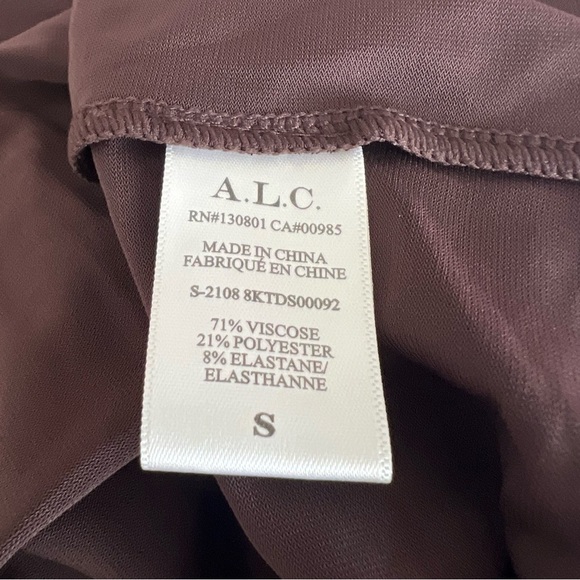 A.L.C.
RN#130801 CA#00985
MADE IN CHINA
FABRIQUÉ EN CHINE
S-2108 8KTDS00092
71% VISCOSE
21% POLYESTER
8% ELASTANE/
ELASTHANNE
S